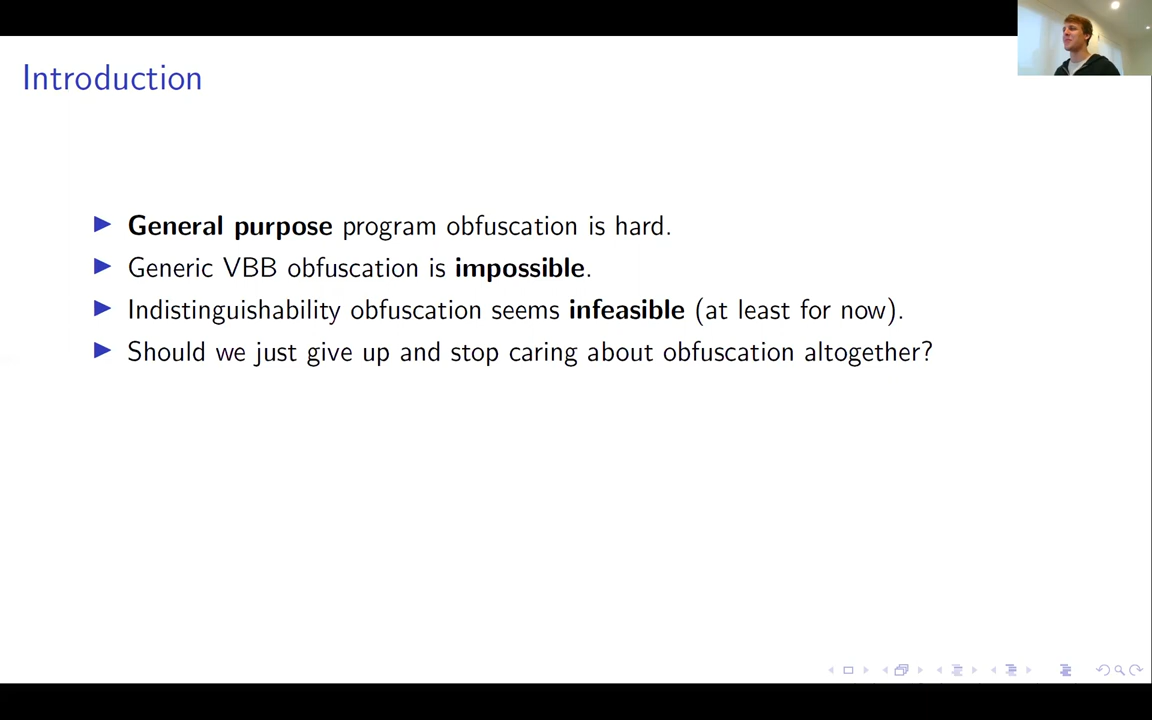 Introduction
General purpose program obfuscation is hard.
Generic VBB obfuscation is impossible.
Indistinguishability obfuscation seems infeasible (at least for now).
Should we just give up and stop caring about obfuscation altogether?